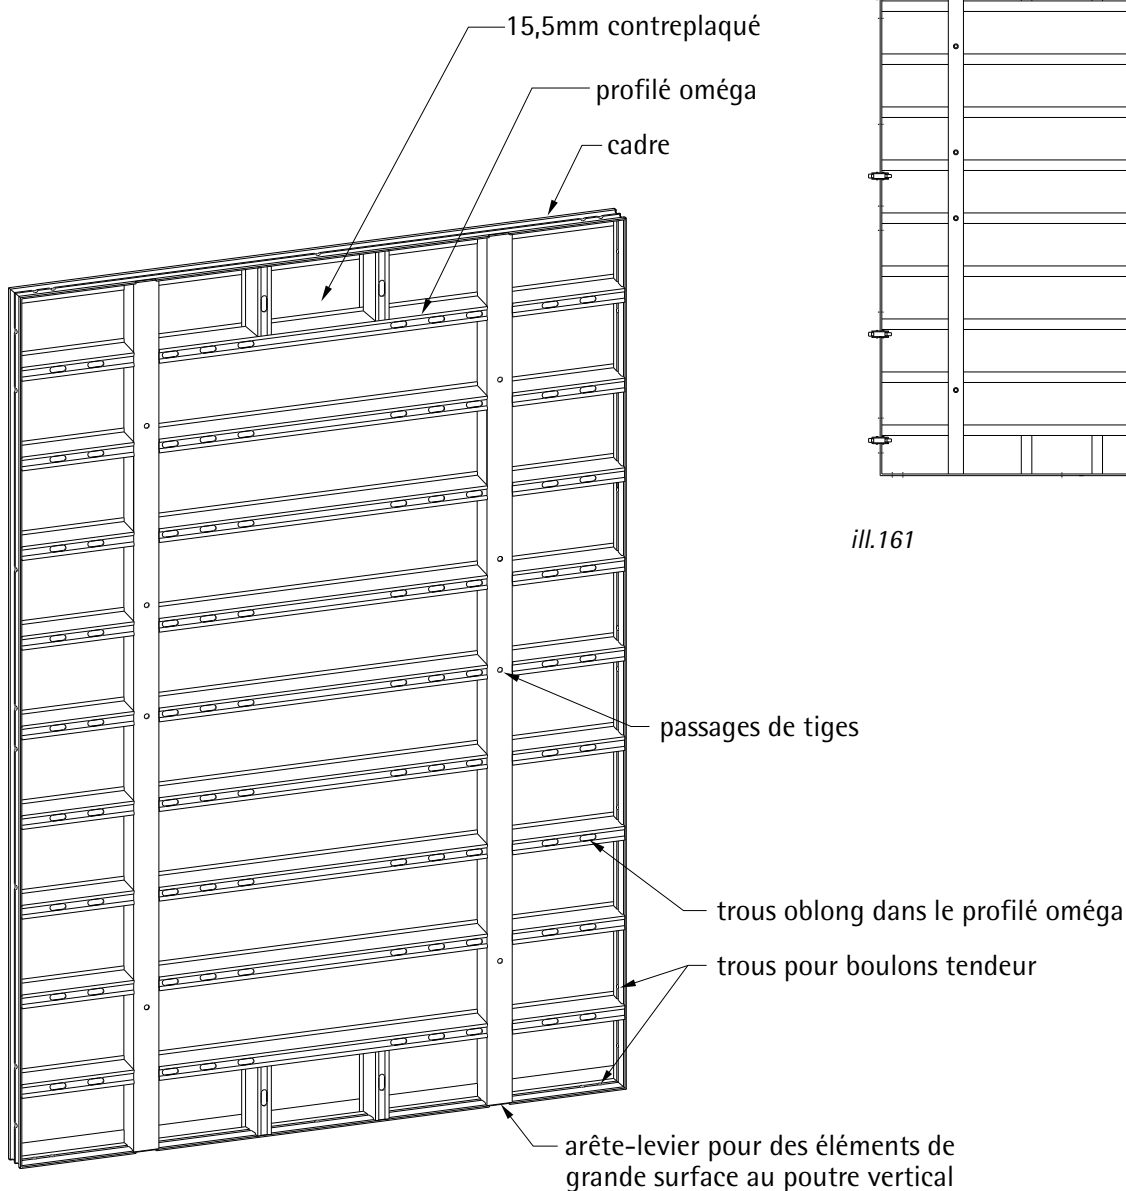 15,5mm contreplaqué
profilé oméga
cadre
ill.161
passages de tiges
trous oblong dans le profilé oméga
trous pour boulons tendeur
arête-levier pour des éléments de
grande surface au poutre vertical